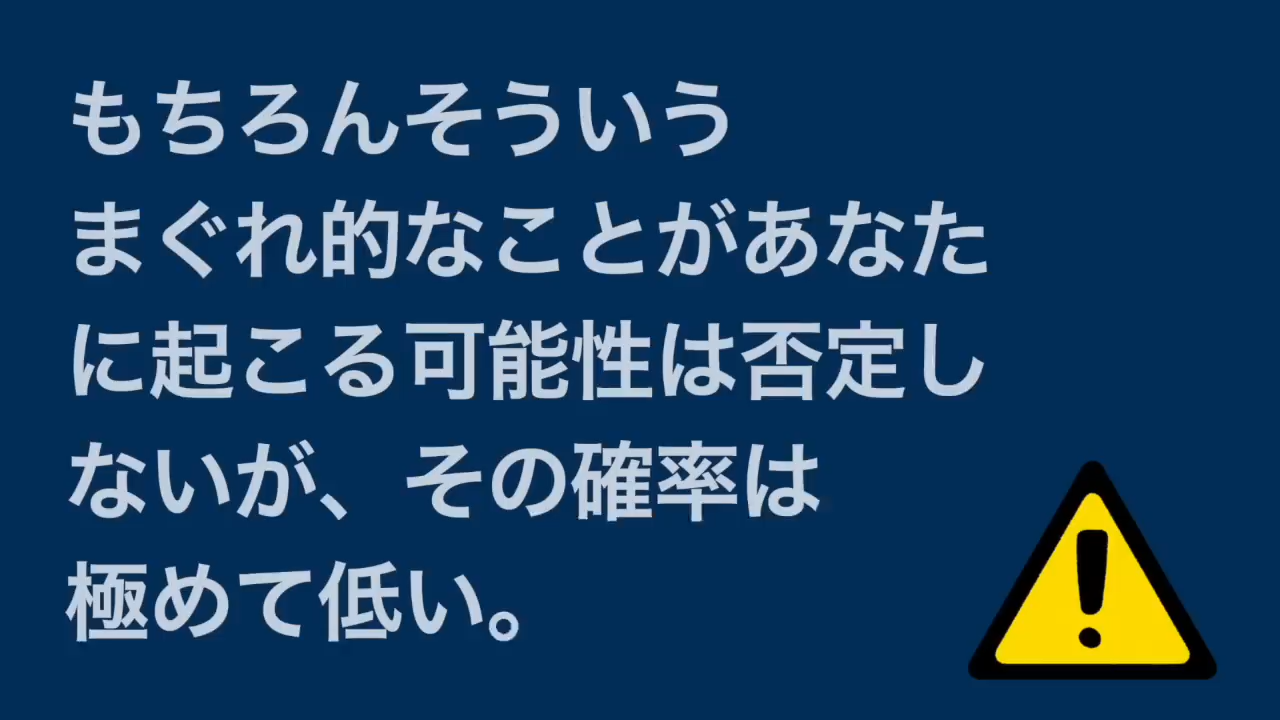 もちろんそういう
まぐれ的なことがあなた
に起こる可能性は否定し
ないが、その確率は
極めて低い。